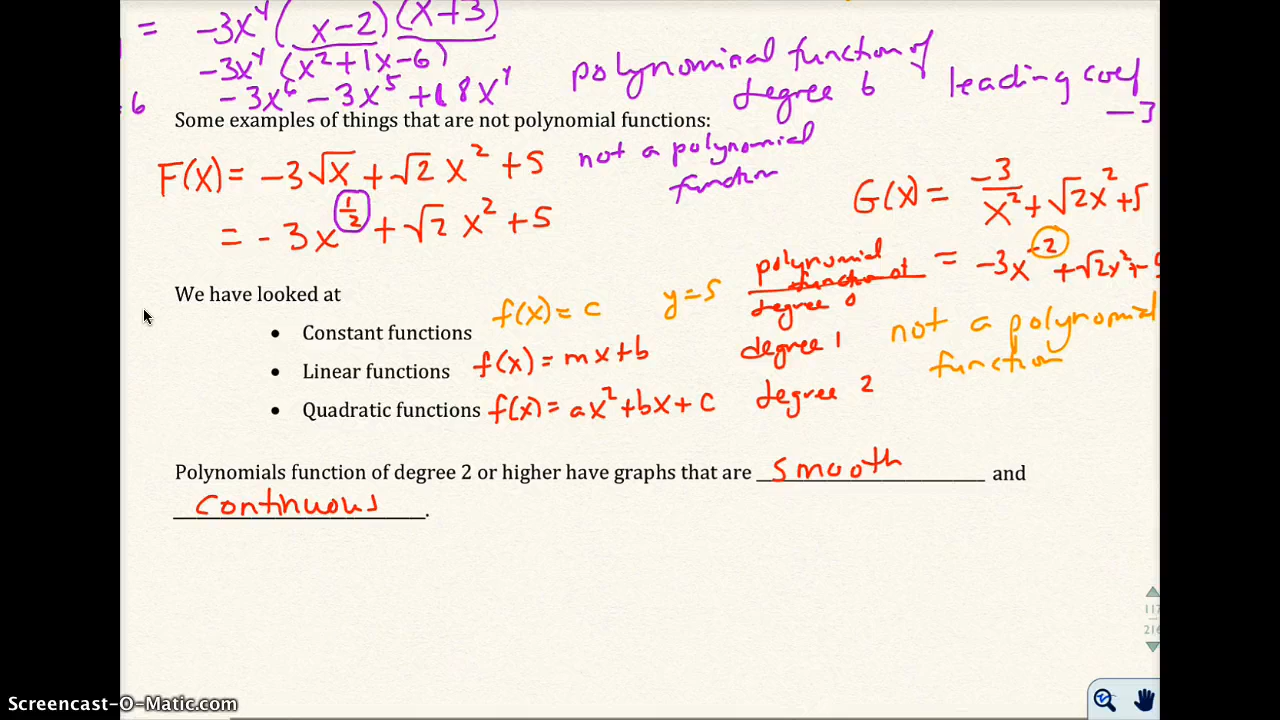 = -3x⁴(x-2)(x+3)
-3x⁴(x²+1x-6)
= 6 -3x⁶ -3x⁵ +18x⁴
polynomial function of
degree 6
leading coef
-3
Some examples of things that are not polynomial functions:
F(x) = -3√x + √2 x² + 5
= -3x^(1/2) + √2 x² + 5
not a polynomial
function
G(x) = -3/x² + √2x² + 5
= -3x⁻² + √2x² +
not a polynomial
function
We have looked at
• Constant functions f(x) = c y = 5
polynomial
function of
degree 0
• Linear functions f(x) = mx+b degree 1
• Quadratic functions f(x) = ax²+bx+c degree 2
Polynomials function of degree 2 or higher have graphs that are smooth and
continuous.
117
216
Screencast-O-Matic.com